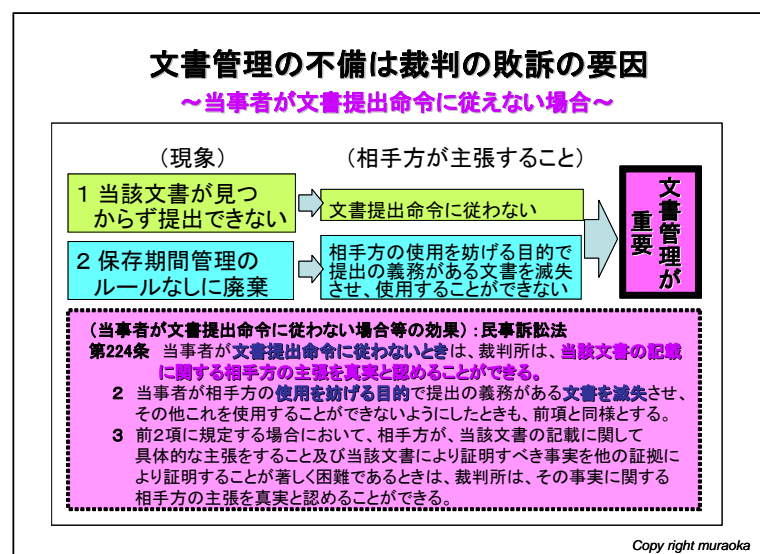 文書管理の不備は裁判の敗訴の要因
～当事者が文書提出命令に従えない場合～
（現象）
（相手方が主張すること）
1 当該文書が見つ
からず提出できない
文書提出命令に従わない
2 保存期間管理の
ルールなしに廃棄
相手方の使用を妨げる目的で
提出の義務がある文書を滅失
させ、使用することができない
文書管理が
重要
（当事者が文書提出命令に従わない場合等の効果）：民事訴訟法
第224条　当事者が文書提出命令に従わないときは、裁判所は、当該文書の記載
に関する相手方の主張を真実と認めることができる。
2　当事者が相手方の使用を妨げる目的で提出の義務がある文書を滅失させ、
その他これを使用することができないようにしたときも、前項と同様とする。
3　前2項に規定する場合において、相手方が、当該文書の記載に関して
具体的な主張をすること及び当該文書により証明すべき事実を他の証拠に
より証明することが著しく困難であるときは、裁判所は、その事実に関する
相手方の主張を真実と認めることができる。
Copy right muraoka